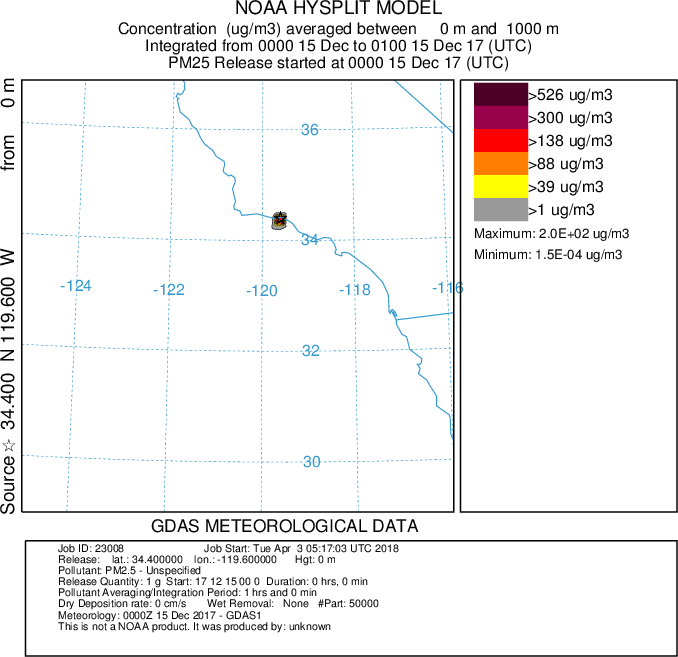 NOAA HYSPLIT MODEL
Concentration (ug/m3) averaged between 0 m and 1000 m
Integrated from 0000 15 Dec to 0100 15 Dec 17 (UTC)
PM25 Release started at 0000 15 Dec 17 (UTC)
Source ☆ 34.400 N 119.600 W from 0 m
36
34
-124 -122 -120 -118 -116
32
30
>526 ug/m3
>300 ug/m3
>138 ug/m3
>88 ug/m3
>39 ug/m3
>1 ug/m3
Maximum: 2.0E+02 ug/m3
Minimum: 1.5E-04 ug/m3
GDAS METEOROLOGICAL DATA
Job ID: 23008 Job Start: Tue Apr 3 05:17:03 UTC 2018
Release: lat.: 34.400000 lon.: -119.600000 Hgt: 0 m
Pollutant: PM2.5 - Unspecified
Release Quantity: 1 g Start: 17 12 15 00 0 Duration: 0 hrs, 0 min
Pollutant Averaging/Integration Period: 1 hrs and 0 min
Dry Deposition rate: 0 cm/s Wet Removal: None #Part: 50000
Meteorology: 0000Z 15 Dec 2017 - GDAS1
This is not a NOAA product. It was produced by: unknown